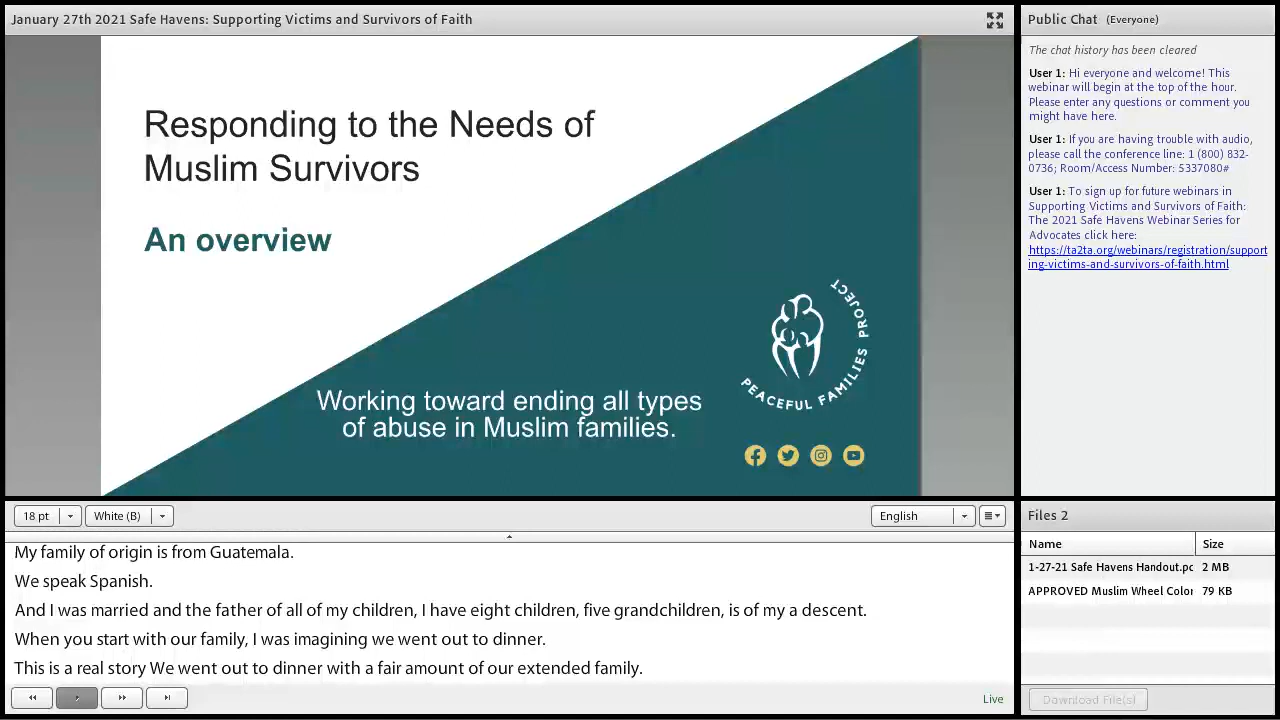 January 27th 2021 Safe Havens: Supporting Victims and Survivors of Faith
Responding to the Needs of
Muslim Survivors
An overview
Working toward ending all types
of abuse in Muslim families.
PEACEFUL FAMILIES PROJECT
18 pt
White (B)
English
My family of origin is from Guatemala.
We speak Spanish.
And I was married and the father of all of my children, I have eight children, five grandchildren, is of my a descent.
When you start with our family, I was imagining we went out to dinner.
This is a real story We went out to dinner with a fair amount of our extended family.
Live
Public Chat (Everyone)
The chat history has been cleared
User 1: Hi everyone and welcome! This
webinar will begin at the top of the hour.
Please enter any questions or comment you
might have here.
User 1: If you are having trouble with audio,
please call the conference line: 1 (800) 832-
0736; Room/Access Number: 5337080#
User 1: To sign up for future webinars in
Supporting Victims and Survivors of Faith:
The 2021 Safe Havens Webinar Series for
Advocates click here:
https://ta2ta.org/webinars/registration/support
ing-victims-and-survivors-of-faith.html
Files 2
Name Size
1-27-21 Safe Havens Handout.pc 2 MB
APPROVED Muslim Wheel Color 79 KB
Download File(s)